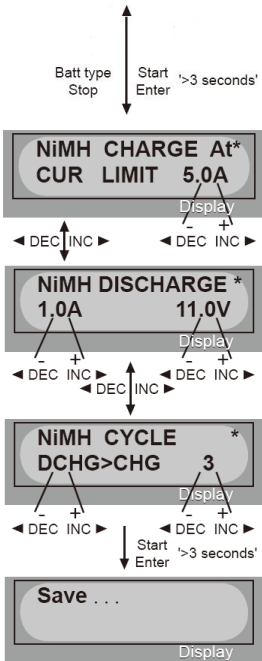 Batt type Start '>3 seconds'
Stop Enter
NiMH CHARGE At*
CUR LIMIT 5.0A
Display
- +
◄ DEC INC ► ◄ DEC INC ►
NiMH DISCHARGE *
1.0A 11.0V
Display
- + - +
◄ DEC INC ► ◄ DEC INC ►
◄ DEC INC ►
NiMH CYCLE *
DCHG>CHG 3
Display
- + - +
◄ DEC INC ► ◄ DEC INC ►
Start '>3 seconds'
Enter
Save . . .
Display